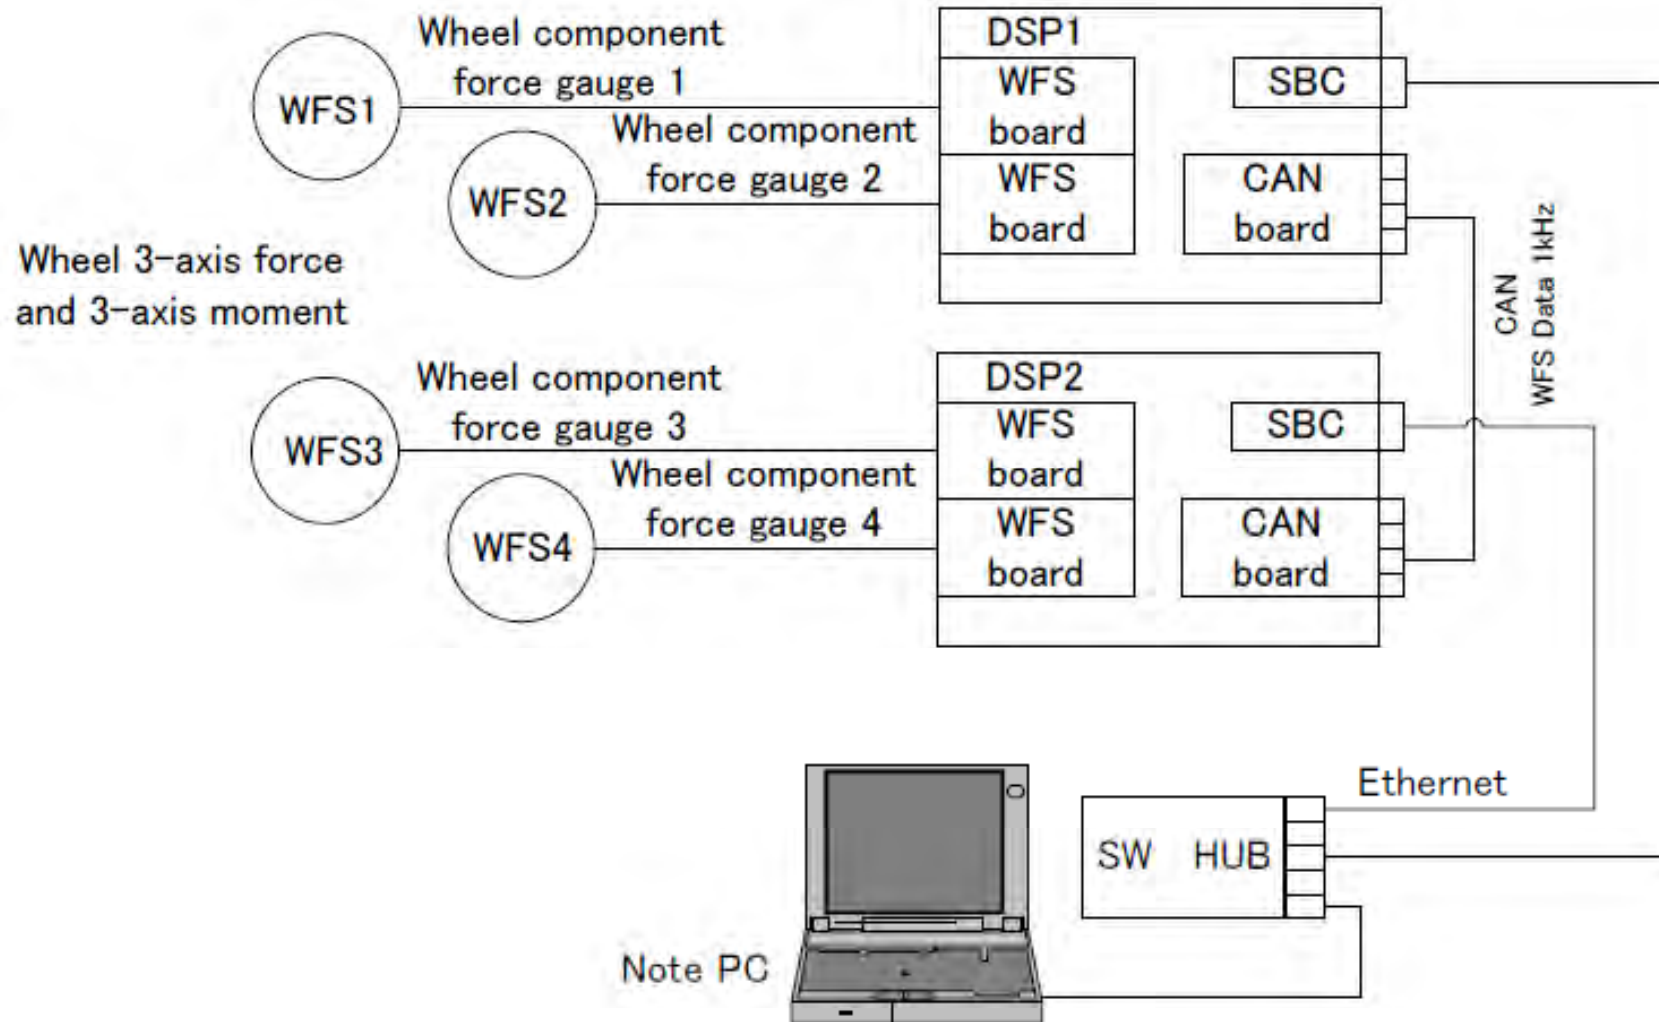 Wheel component
force gauge 1
WFS1
Wheel component
force gauge 2
WFS2
DSP1
WFS
board
WFS
board
SBC
CAN
board
Wheel 3-axis force
and 3-axis moment
CAN
WFS Data 1kHz
Wheel component
force gauge 3
WFS3
Wheel component
force gauge 4
WFS4
DSP2
WFS
board
WFS
board
SBC
CAN
board
Ethernet
SW HUB
Note PC